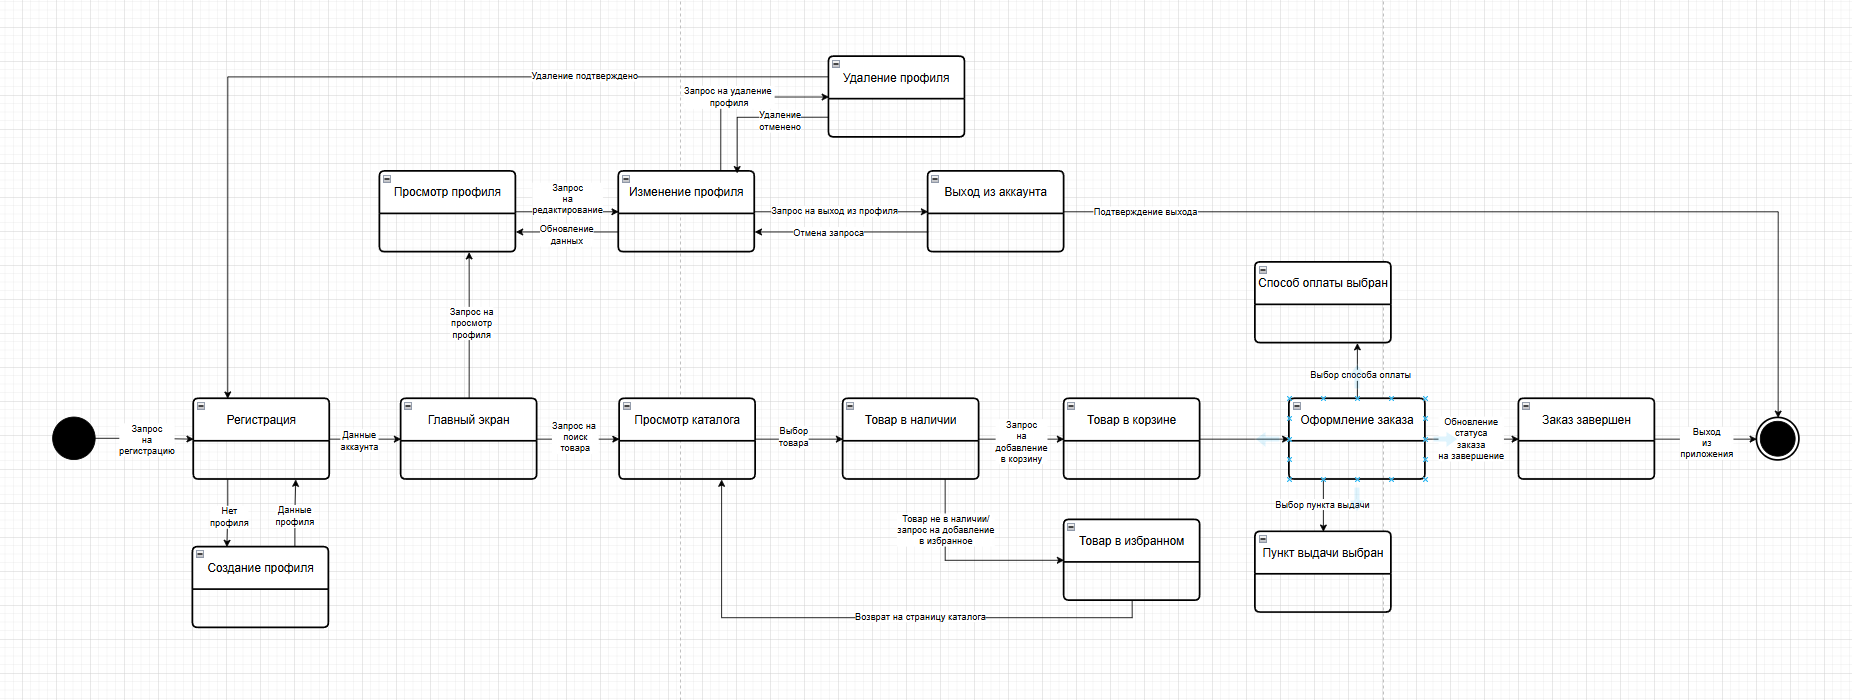 Удаление профиля
Удаление подтверждено
Запрос на удаление
профиля
Удаление
отменено
Просмотр профиля
Запрос
на
редактирование
Обновление
данных
Изменение профиля
Запрос на выход из профиля
Отмена запроса
Выход из аккаунта
Подтверждение выхода
Запрос на
просмотр
профиля
Способ оплаты выбран
Выбор способа оплаты
Запрос
на
регистрацию
Регистрация
Данные
аккаунта
Главный экран
Запрос на
поиск
товара
Просмотр каталога
Выбор
товара
Товар в наличии
Запрос
на
добавление
в корзину
Товар в корзине
Оформление заказа
Обновление
статуса
заказа
на завершение
Заказ завершен
Выход
из
приложения
Нет
профиля
Данные
профиля
Создание профиля
Товар не в наличии/
запрос на добавление
в избранное
Товар в избранном
Возврат на страницу каталога
Выбор пункта выдачи
Пункт выдачи выбран